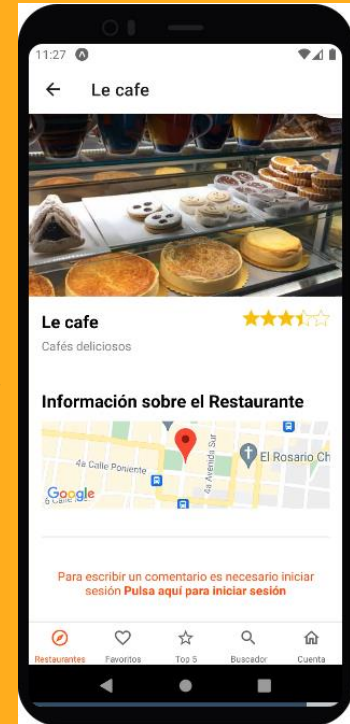 11:27
Le cafe
Le cafe
Cafés deliciosos
Información sobre el Restaurante
4a Calle Poniente
4a Avenida Sur
El Rosario Ch
Google
Para escribir un comentario es necesario iniciar
sesión Pulsa aquí para iniciar sesión
Restaurantes Favoritos Top 5 Buscador Cuenta